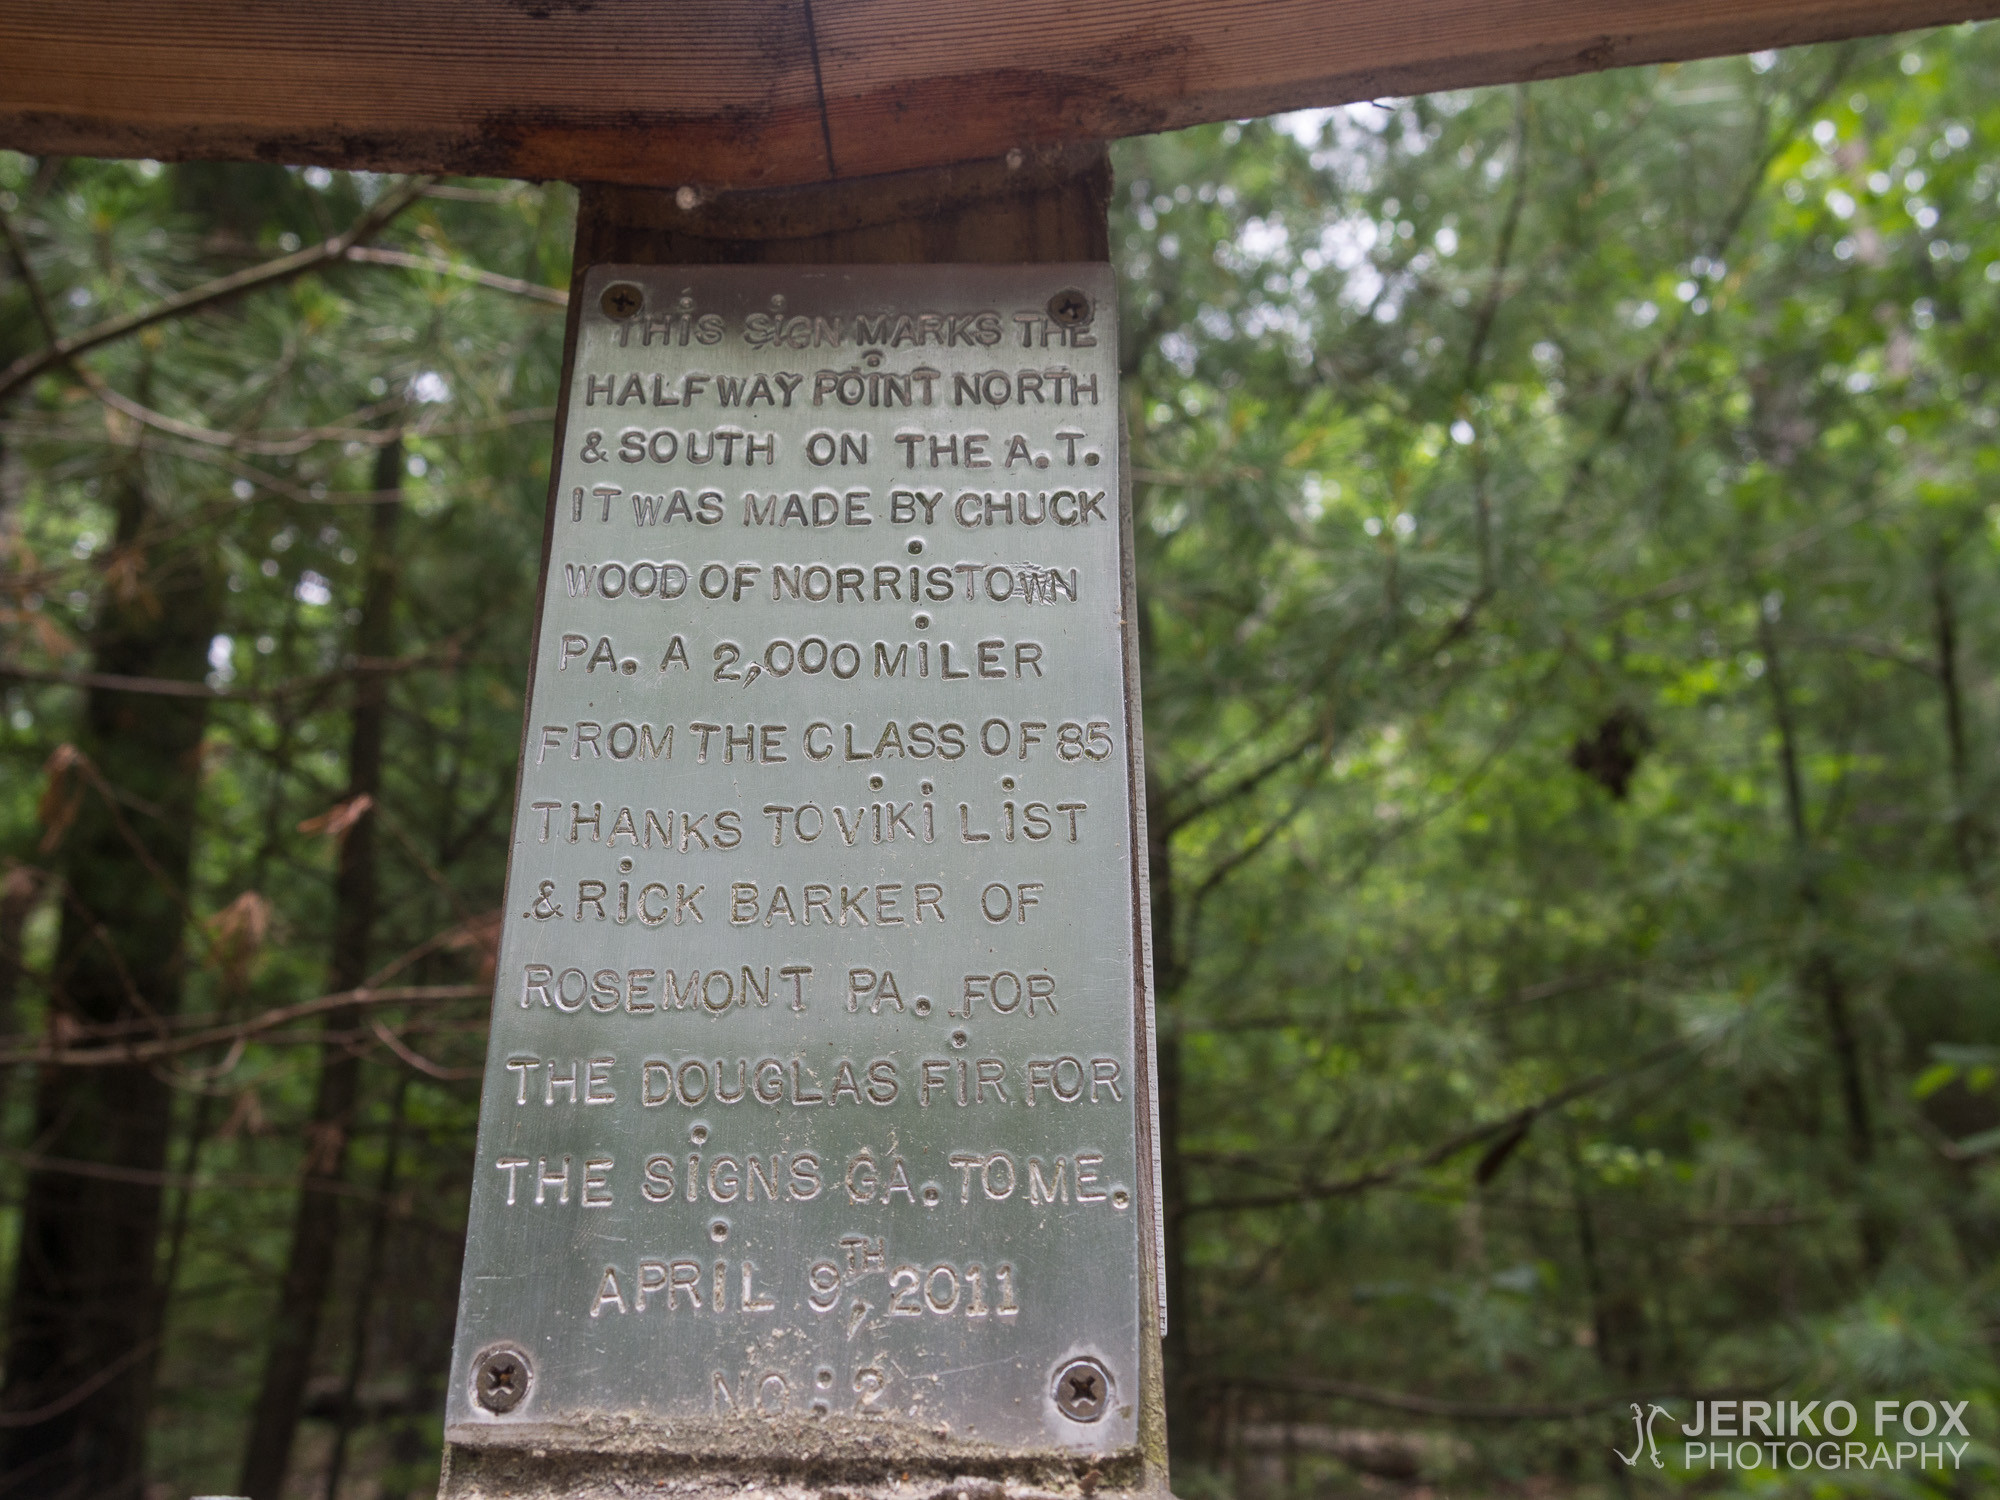 THiS SiGN MARKS THE
HALFWAY POiNT NORTH
& SOUTH ON THE A.T.
IT WAS MADE BY CHUCK
WOOD OF NORRiSTOWN
PA. A 2,000 MiLER
FROM THE CLASS OF 85
THANKS TO ViKi LiST
& RiCK BARKER OF
ROSEMONT PA. FOR
THE DOUGLAS FiR FOR
THE SiGNS GA. TO ME.
APRiL 9TH, 2011
NO: 2
JERIKO FOX
PHOTOGRAPHY